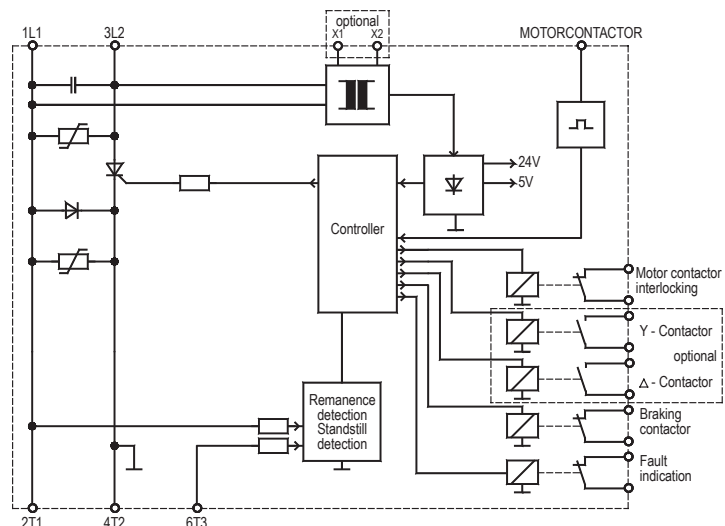 optional
1L1 3L2 X1 X2 MOTORCONTACTOR
24V
5V
Controller
Motor contactor
interlocking
Y - Contactor
optional
Δ - Contactor
Remanence
detection
Standstill
detection
Braking
contactor
Fault
indication
2T1 4T2 6T3